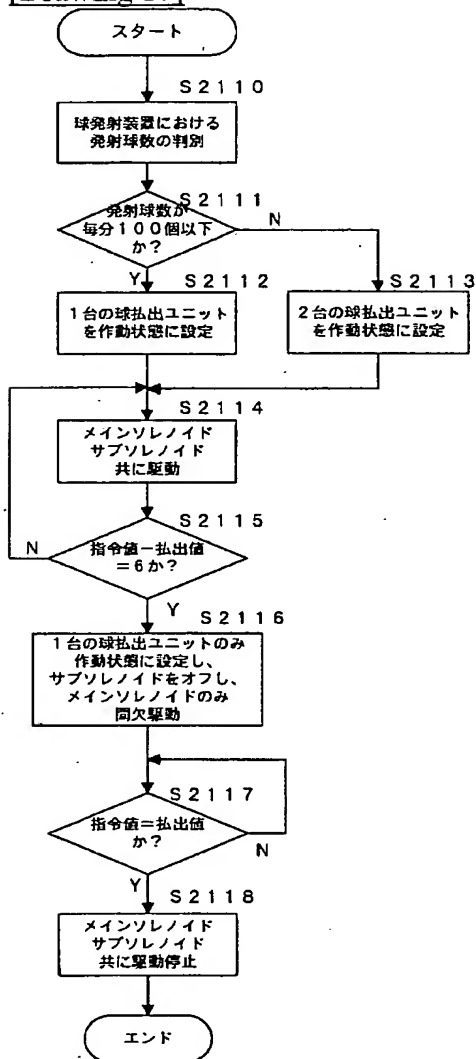 スタート
S2110
球発射装置における
発射球数の判別
S2111
発射球数が
毎分100個以下
か?
N
Y
S2112
S2113
1台の球払出ユニット
を作動状態に設定
2台の球払出ユニット
を作動状態に設定
S2114
メインソレノイド
サブソレノイド
共に駆動
S2115
N
指令値-払出値
=6か?
Y
S2116
1台の球払出ユニットのみ
作動状態に設定し、
サブソレノイドをオフし、
メインソレノイドのみ
間欠駆動
S2117
指令値=払出値
か?
N
Y
S2118
メインソレノイド
サブソレノイド
共に駆動停止
エンド